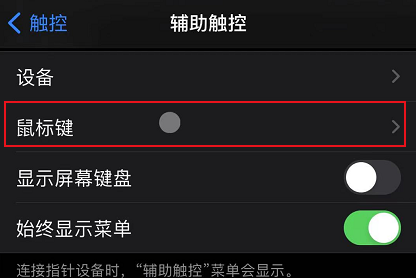 触控
辅助触控
设备
鼠标键
显示屏幕键盘
始终显示菜单
连接指针设备时，“辅助触控”菜单会显示。